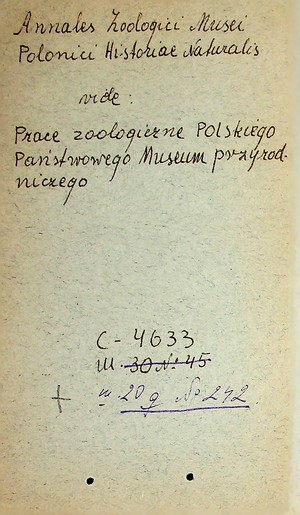 Annales Zoologici Musei
Polonici Historiae Naturalis
vide:
Prace zoologiczne Polskiego
Państwowego Museum przyrod-
niczego
C-4633
Ш. 30 № 45
+ ш 20 g № 242